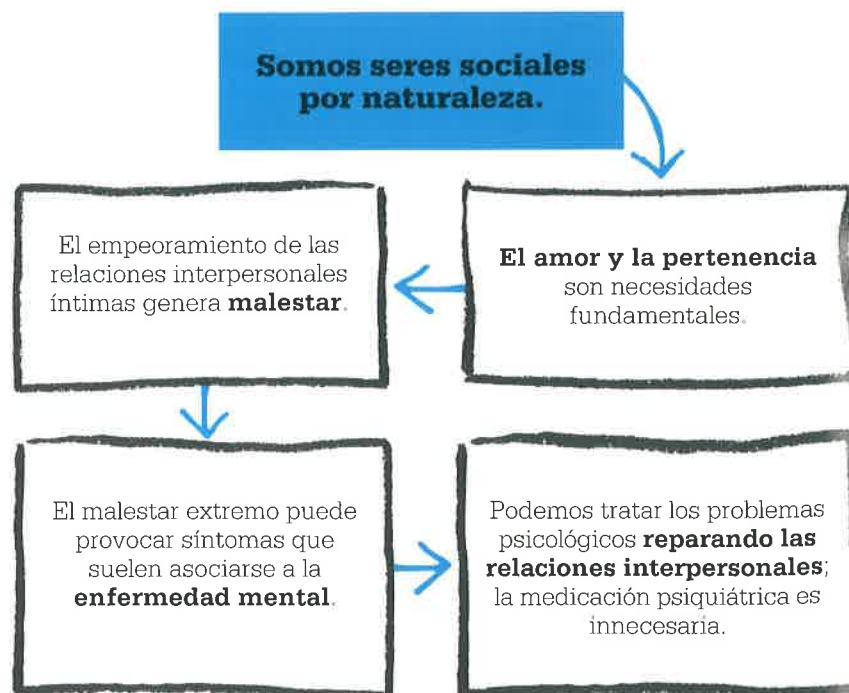 Somos seres sociales
por naturaleza.
El amor y la pertenencia
son necesidades
fundamentales.
El empeoramiento de las
relaciones interpersonales
íntimas genera malestar.
El malestar extremo puede
provocar síntomas que
suelen asociarse a la
enfermedad mental.
Podemos tratar los problemas
psicológicos reparando las
relaciones interpersonales;
la medicación psiquiátrica es
innecesaria.